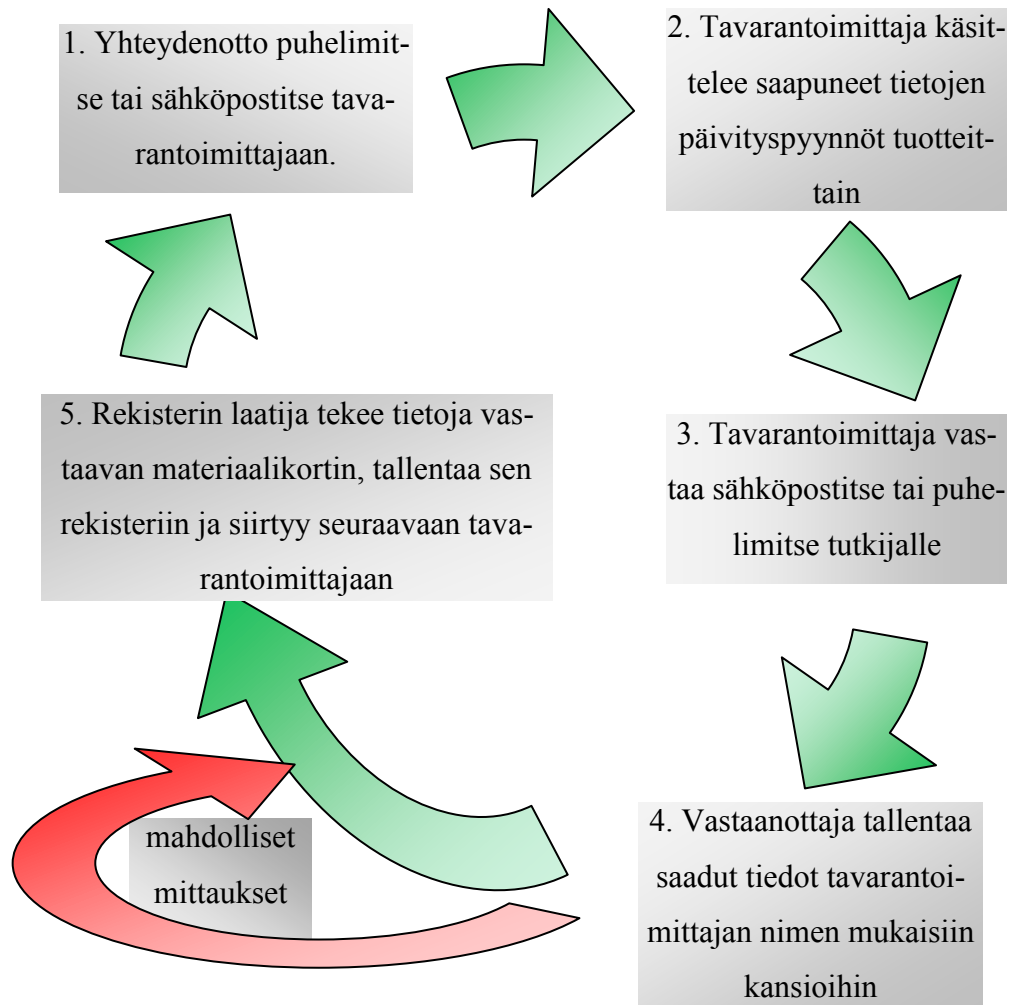 1. Yhteydenotto puhelimit-
se tai sähköpostitse tava-
rantoimittajaan.
2. Tavarantoimittaja käsit-
telee saapuneet tietojen
päivityspyynnöt tuotteit-
tain
3. Tavarantoimittaja vas-
taa sähköpostitse tai puhe-
limitse tutkijalle
4. Vastaanottaja tallentaa
saadut tiedot tavarantoi-
mittajan nimen mukaisiin
kansioihin
5. Rekisterin laatija tekee tietoja vas-
taavan materiaalikortin, tallentaa sen
rekisteriin ja siirtyy seuraavaan tava-
rantoimittajaan
mahdolliset
mittaukset